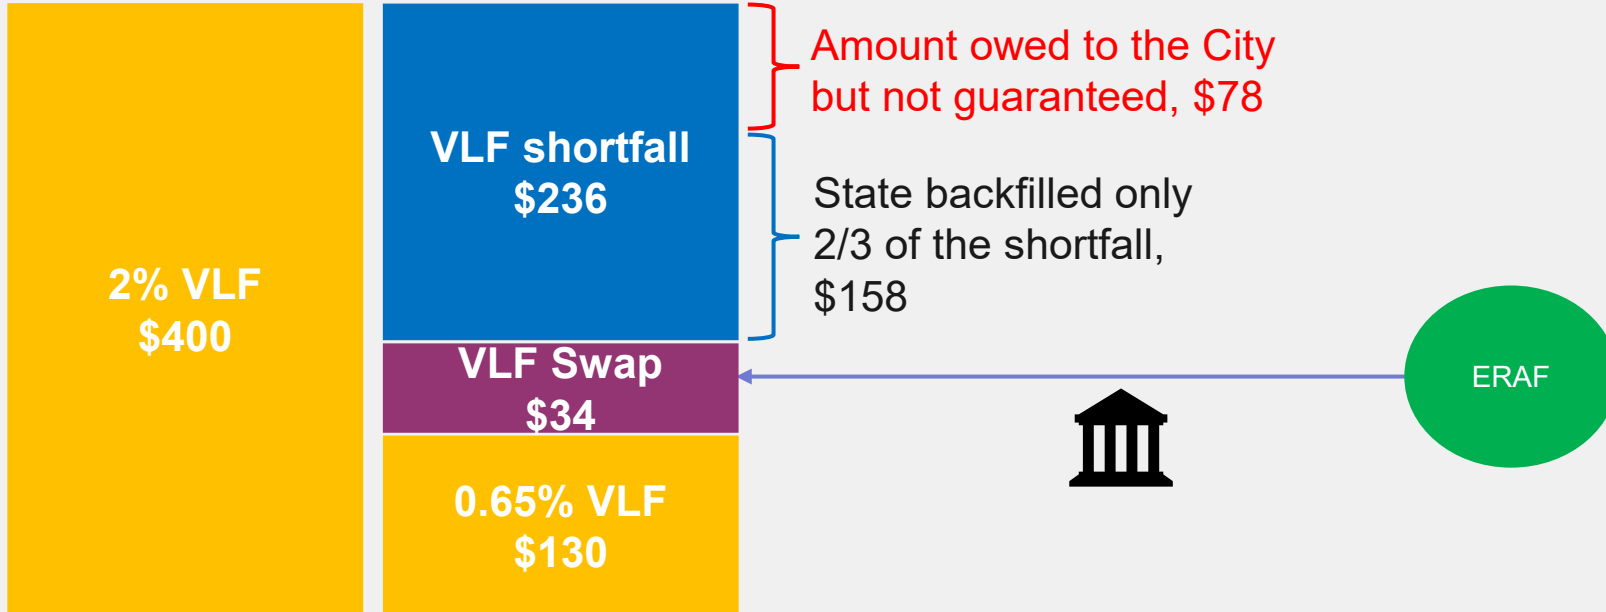 2% VLF
$400
VLF shortfall
$236
VLF Swap
$34
0.65% VLF
$130
Amount owed to the City
but not guaranteed, $78
State backfilled only
2/3 of the shortfall,
$158
ERAF